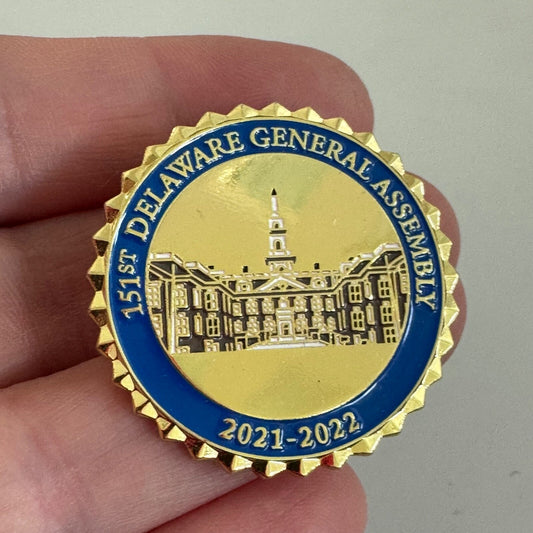 151ST DELAWARE GENERAL ASSEMBLY
2021-2022